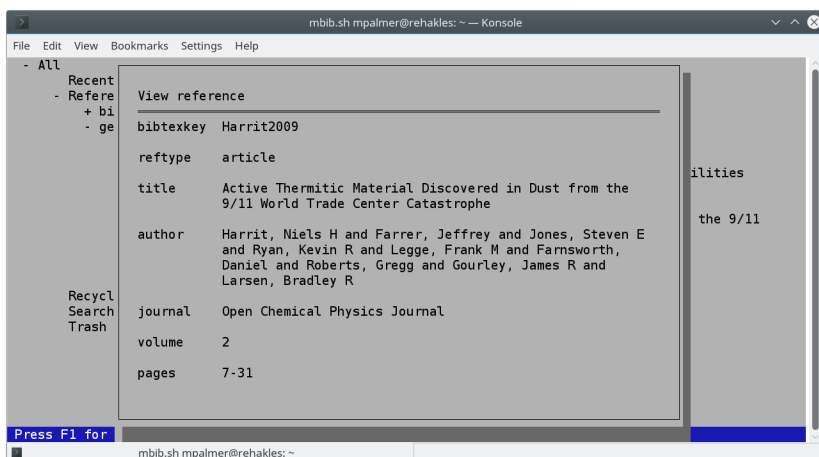 mbib.sh mpalmer@rehakles: ~ — Konsole
File Edit View Bookmarks Settings Help
- All
Recent
- Refere
+ bi
- ge
View reference
bibtexkey Harrit2009
reftype article
title Active Thermitic Material Discovered in Dust from the
9/11 World Trade Center Catastrophe
author Harrit, Niels H and Farrer, Jeffrey and Jones, Steven E
and Ryan, Kevin R and Legge, Frank M and Farnsworth,
Daniel and Roberts, Gregg and Gourley, James R and
Larsen, Bradley R
journal Open Chemical Physics Journal
volume 2
pages 7-31
ilities
the 9/11
Recycl
Search
Trash
Press F1 for
mbib.sh mpalmer@rehakles: ~